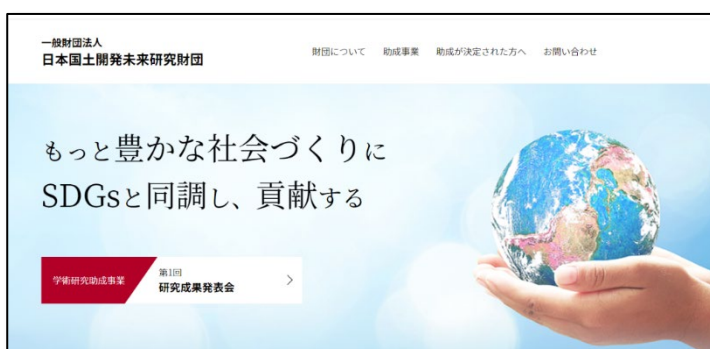 一般財団法人
日本国土開発未来研究財団
財団について 助成事業 助成が決定された方へ お問い合わせ
もっと豊かな社会づくりに
SDGsと同調し、貢献する
学術研究助成事業
第1回
研究成果発表会